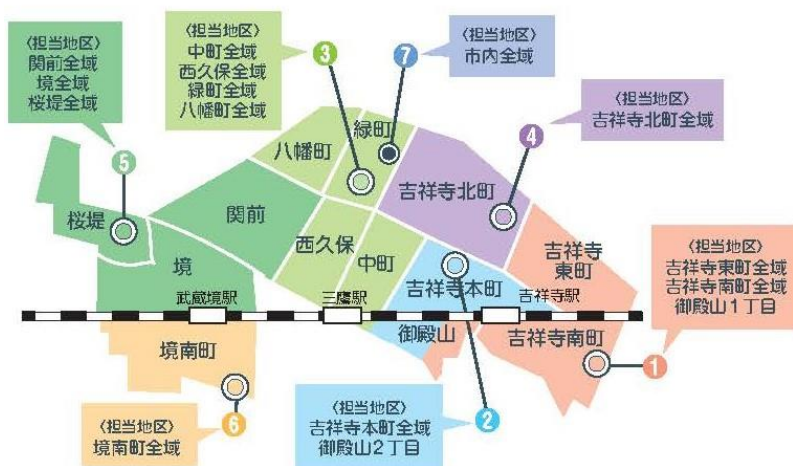 〈担当地区〉
関前全域
境全域
桜堤全域
〈担当地区〉
中町全域
西久保全域
緑町全域
八幡町全域
3
7
〈担当地区〉
市内全域
〈担当地区〉
吉祥寺北町全域
4
5
緑町
八幡町
吉祥寺北町
桜堤
関前
西久保
中町
境
吉祥寺
東町
吉祥寺本町
〈担当地区〉
吉祥寺東町全域
吉祥寺南町全域
御殿山1丁目
武蔵境駅
三鷹駅
吉祥寺駅
境南町
御殿山
吉祥寺南町
1
6
2
〈担当地区〉
境南町全域
〈担当地区〉
吉祥寺本町全域
御殿山2丁目